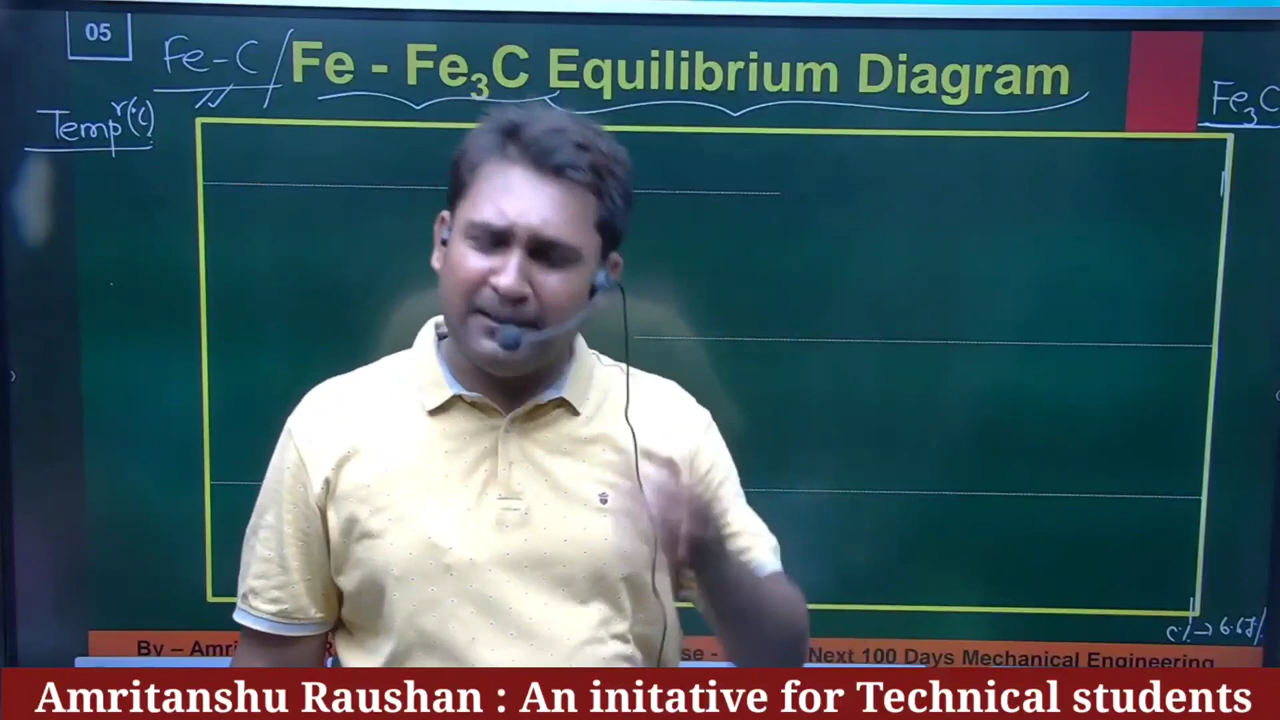 05
Fe-C/
Fe - Fe₃C Equilibrium Diagram
Fe₃C
Temp^r(°C)
C% → 6.67%
By – Amri
se -
Next 100 Days Mechanical Engineering
Amritanshu Raushan : An initative for Technical students